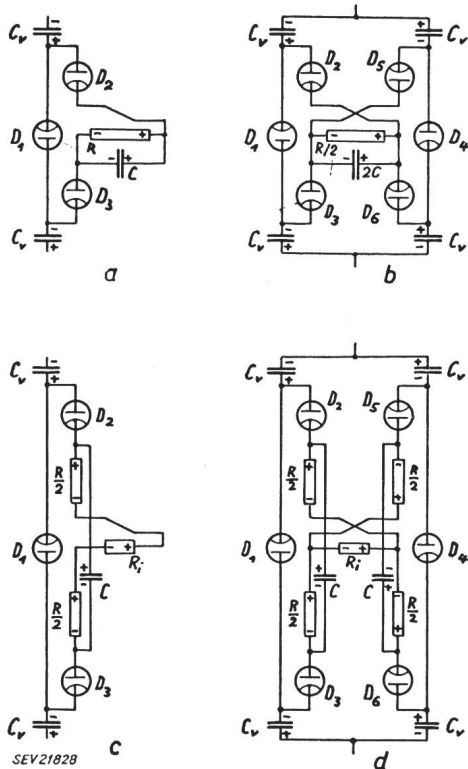 Cv
D2
D1
R
C
D3
Cv
a
Cv
D2
D5
Cv
D1
R/2
2C
D4
D3
D6
Cv
Cv
b
Cv
D2
R/2
D1
Ri
C
R/2
D3
Cv
c
Cv
D2
D5
Cv
R/2
R/2
D1
Ri
D4
C
C
R/2
R/2
D3
D6
Cv
Cv
d
SEV21828